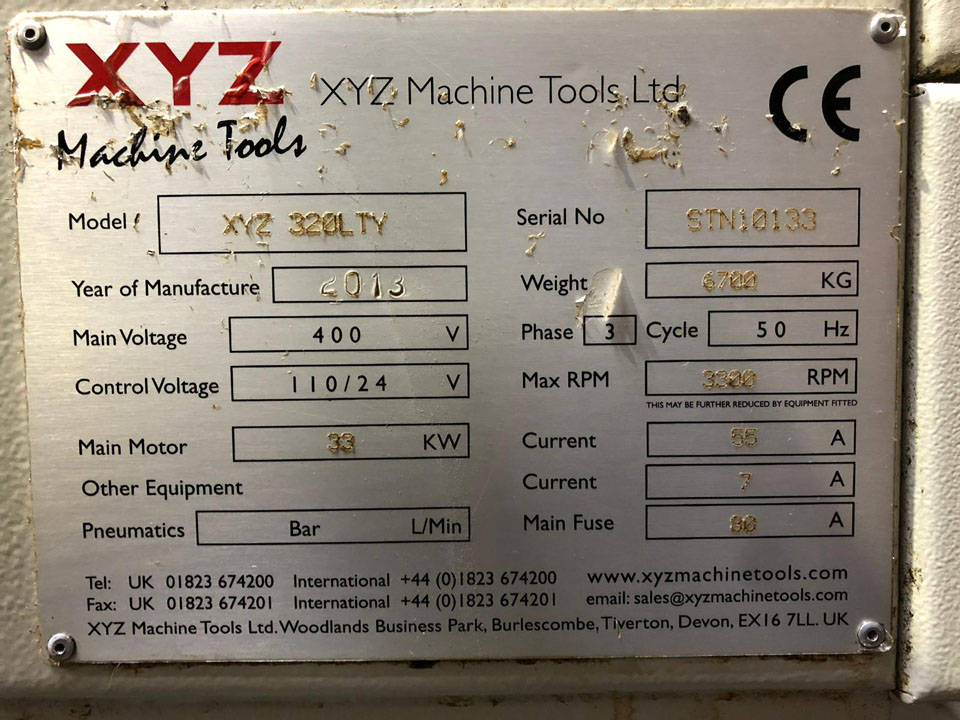 XYZ XYZ Machine Tools Ltd CE
Machine Tools
Model XYZ 320LTY Serial No STN10133
Year of Manufacture 2013 Weight 6700 KG
Main Voltage 400 V Phase 3 Cycle 50 Hz
Control Voltage 110/24 V Max RPM 3300 RPM
THIS MAY BE FURTHER REDUCED BY EQUIPMENT FITTED
Main Motor 33 KW Current 55 A
Other Equipment Current 7 A
Pneumatics Bar L/Min Main Fuse 80 A
Tel: UK 01823 674200 International +44 (0)1823 674200 www.xyzmachinetools.com
Fax: UK 01823 674201 International +44 (0)1823 674201 email: sales@xyzmachinetools.com
XYZ Machine Tools Ltd. Woodlands Business Park, Burlescombe, Tiverton, Devon, EX16 7LL. UK